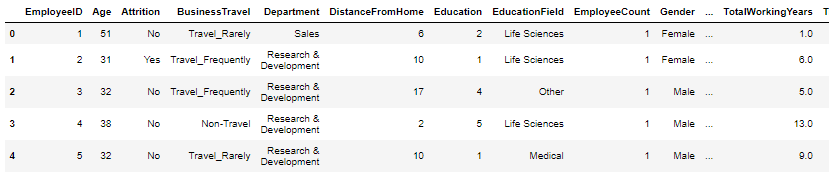 EmployeeID Age Attrition BusinessTravel Department DistanceFromHome Education EducationField EmployeeCount Gender ... TotalWorkingYears T
0 1 51 No Travel_Rarely Sales 6 2 Life Sciences 1 Female ... 1.0
1 2 31 Yes Travel_Frequently Research & Development 10 1 Life Sciences 1 Female ... 6.0
2 3 32 No Travel_Frequently Research & Development 17 4 Other 1 Male ... 5.0
3 4 38 No Non-Travel Research & Development 2 5 Life Sciences 1 Male ... 13.0
4 5 32 No Travel_Rarely Research & Development 10 1 Medical 1 Male ... 9.0